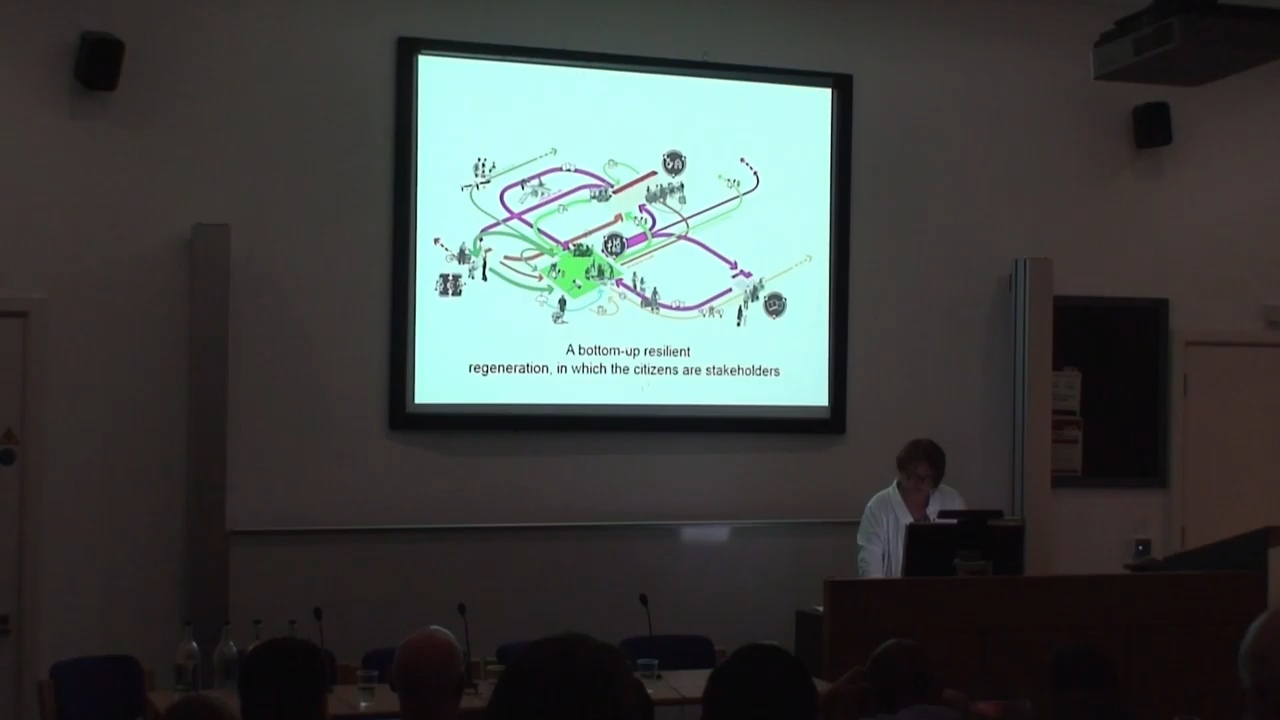 A bottom-up resilient
regeneration, in which the citizens are stakeholders